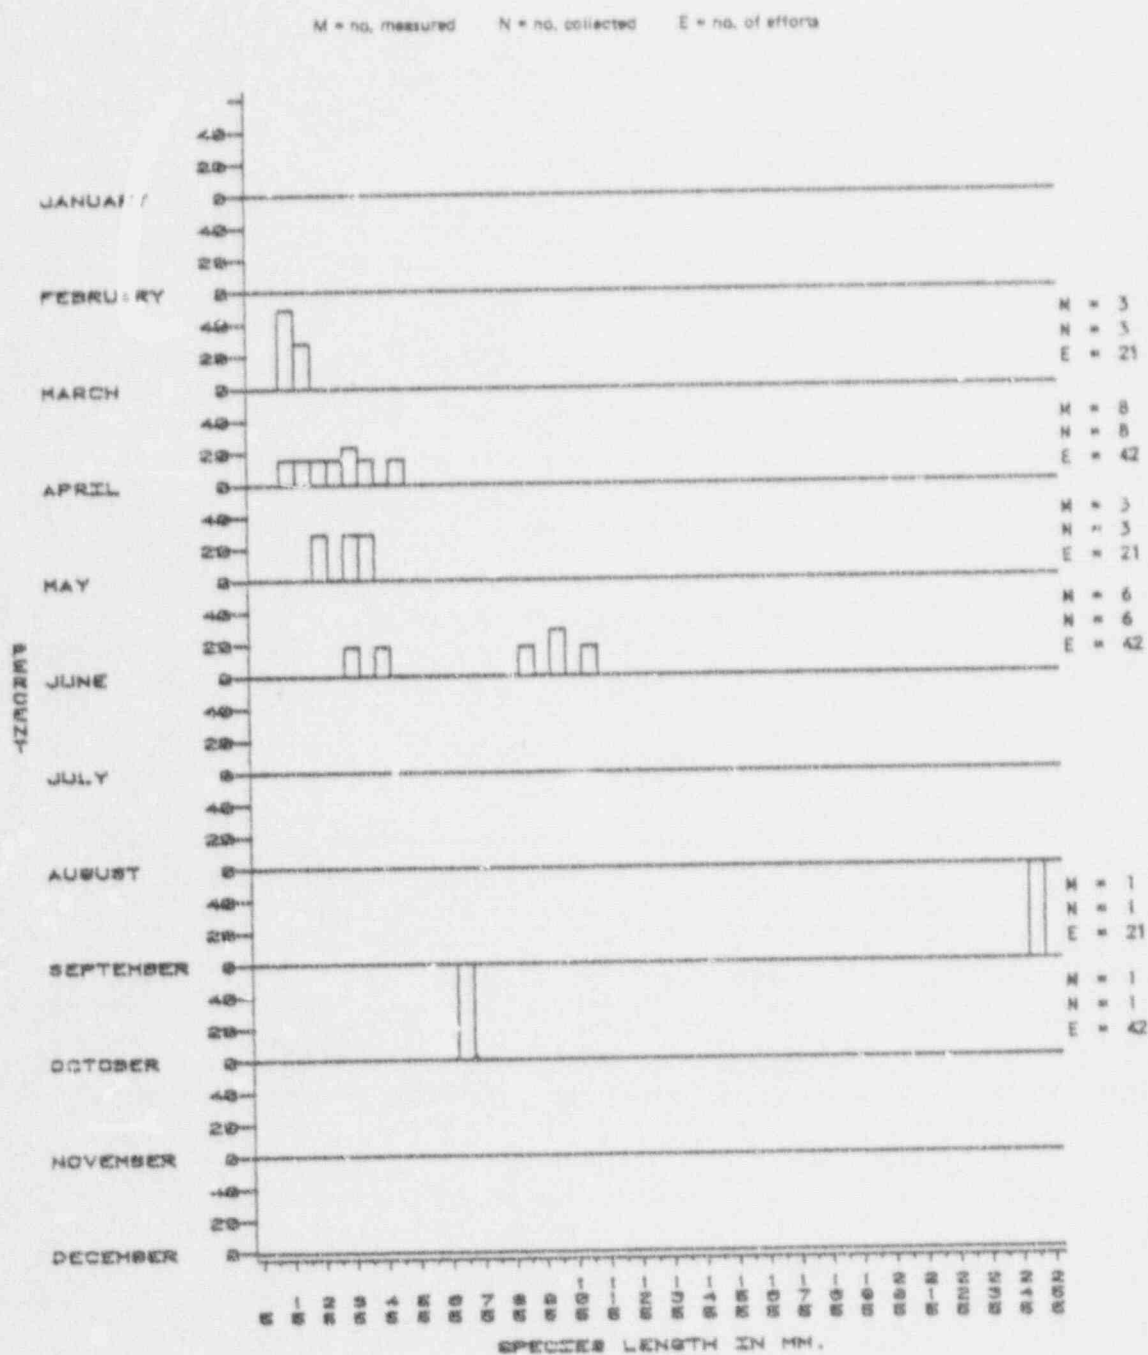 M = no. measured N = no. collected E = no. of efforts
40
20
JANUARY 0
40
20
FEBRUARY 0
M = 3
40
N = 3
20
E = 21
MARCH 0
M = 8
40
N = 8
20
E = 42
APRIL 0
M = 3
40
N = 3
20
E = 21
MAY 0
M = 6
40
N = 6
20
E = 42
JUNE 0
40
20
JULY 0
40
20
AUGUST 0
M = 1
40
N = 1
20
E = 21
SEPTEMBER 0
M = 1
40
N = 1
20
E = 42
OCTOBER 0
40
20
NOVEMBER 0
40
20
DECEMBER 0
PERCENT
SPECIES LENGTH IN MM.